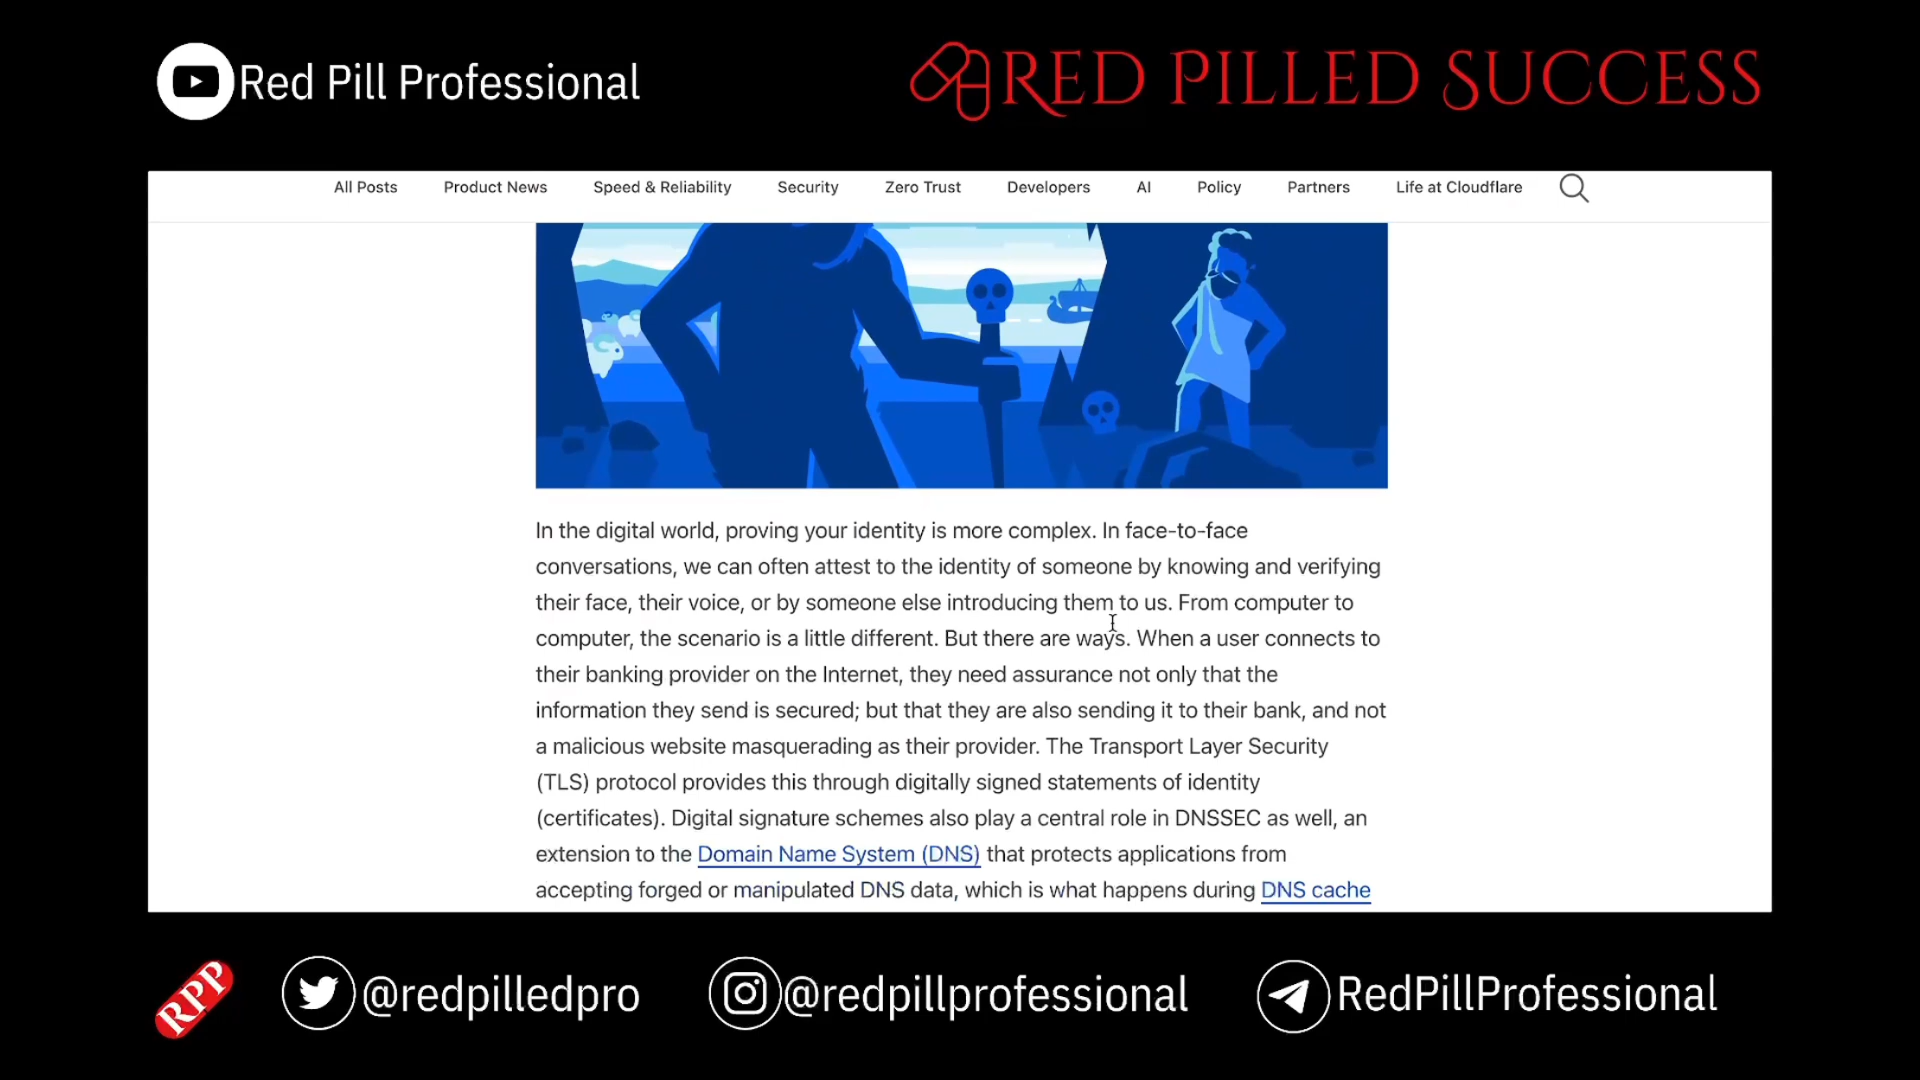 Red Pill Professional
RED PILLED SUCCESS
All Posts Product News Speed & Reliability Security Zero Trust Developers AI Policy Partners Life at Cloudflare
In the digital world, proving your identity is more complex. In face-to-face
conversations, we can often attest to the identity of someone by knowing and verifying
their face, their voice, or by someone else introducing them to us. From computer to
computer, the scenario is a little different. But there are ways. When a user connects to
their banking provider on the Internet, they need assurance not only that the
information they send is secured; but that they are also sending it to their bank, and not
a malicious website masquerading as their provider. The Transport Layer Security
(TLS) protocol provides this through digitally signed statements of identity
(certificates). Digital signature schemes also play a central role in DNSSEC as well, an
extension to the Domain Name System (DNS) that protects applications from
accepting forged or manipulated DNS data, which is what happens during DNS cache
RPP @redpilledpro @redpillprofessional RedPillProfessional